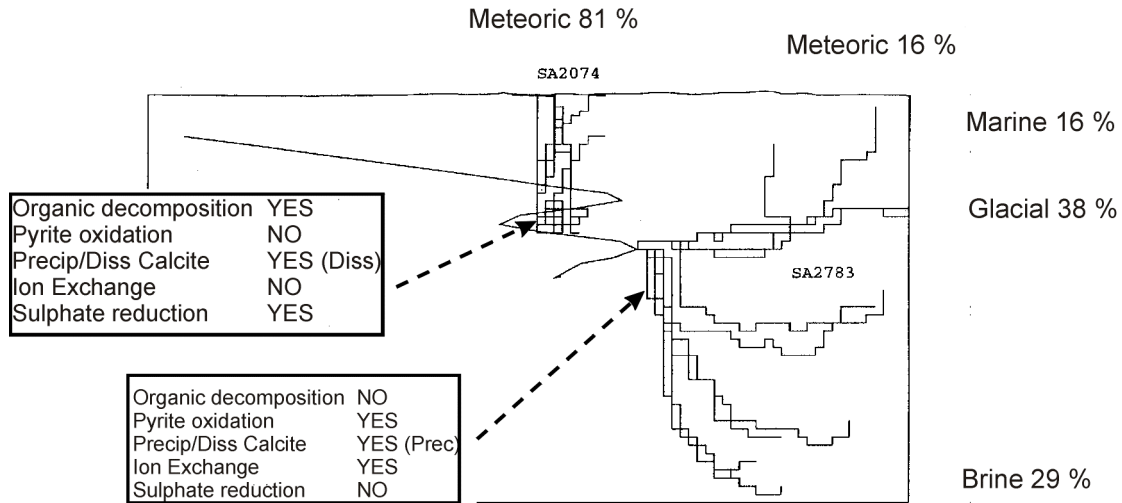 Meteoric 81 %
Meteoric 16 %
SA2074
Marine 16 %
Glacial 38 %
Organic decomposition YES
Pyrite oxidation NO
Precip/Diss Calcite YES (Diss)
Ion Exchange NO
Sulphate reduction YES
SA2783
Organic decomposition NO
Pyrite oxidation YES
Precip/Diss Calcite YES (Prec)
Ion Exchange YES
Sulphate reduction NO
Brine 29 %